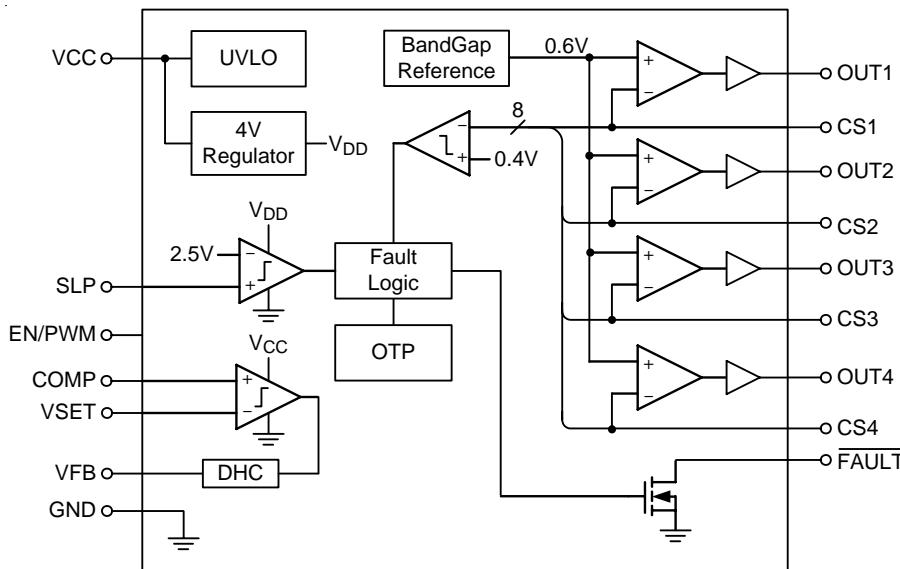 VCC
UVLO
BandGap
Reference
0.6V
+
−
OUT1
4V
Regulator
VDD
8
−
+
0.4V
CS1
+
−
OUT2
CS2
VDD
2.5V
−
+
SLP
Fault
Logic
+
−
OUT3
CS3
EN/PWM
OTP
VCC
COMP
+
VSET
−
+
−
OUT4
CS4
VFB
DHC
FAULT
GND